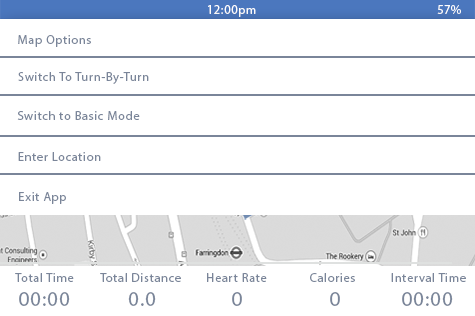 12:00pm 57%
Map Options
Switch To Turn-By-Turn
Switch to Basic Mode
Enter Location
Exit App
St John
t Consulting
Engineers
Kirby S
Farringdon
The Rookery
Total Time Total Distance Heart Rate Calories Interval Time
00:00 0.0 0 0 00:00